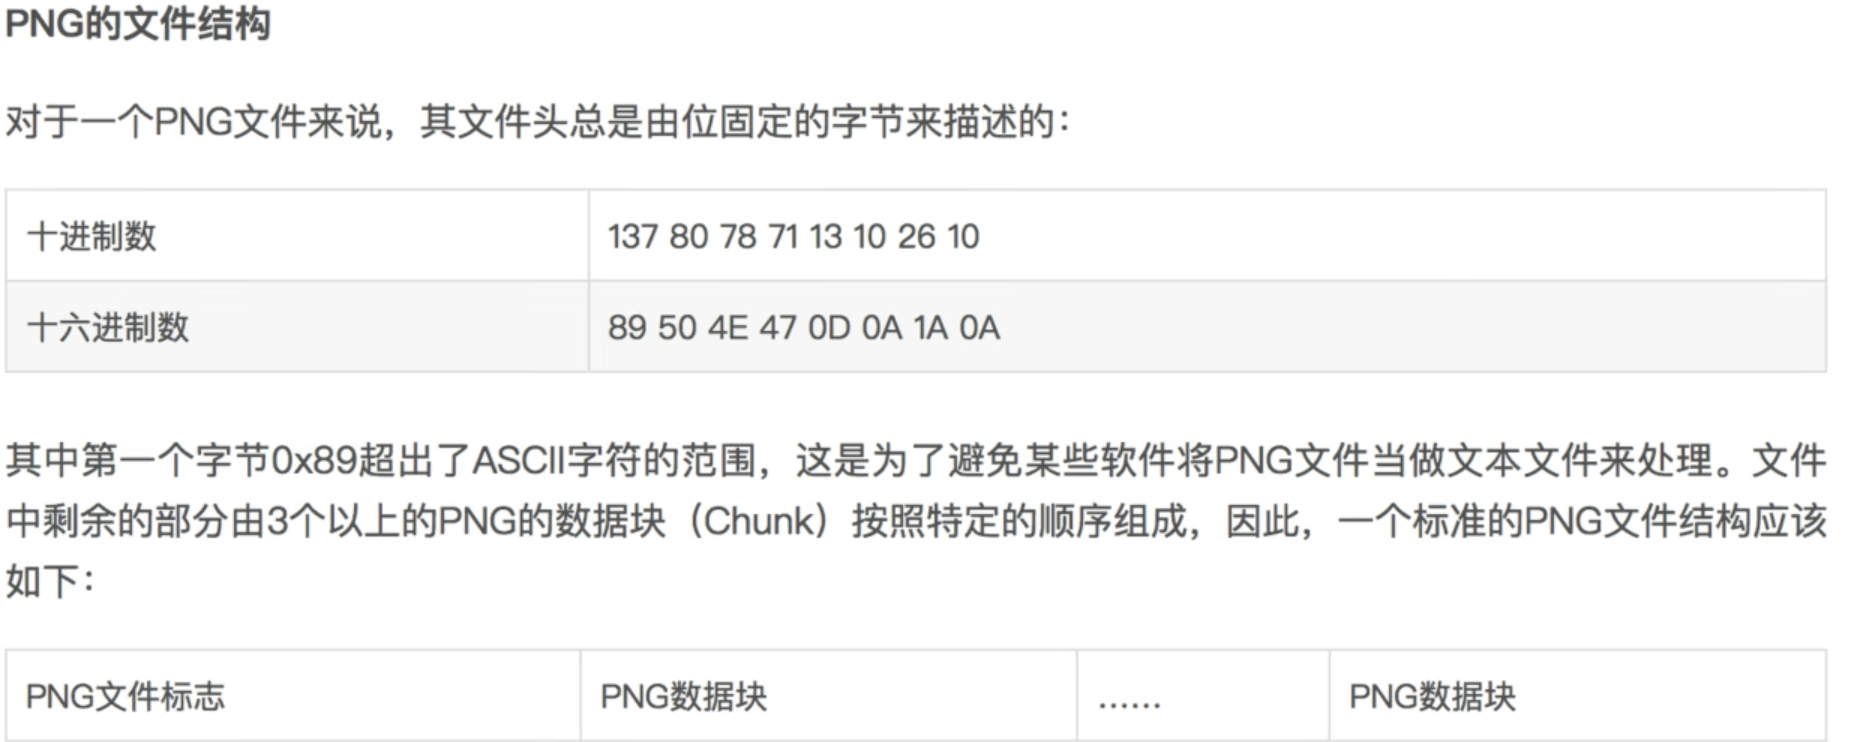 PNG的文件结构
对于一个PNG文件来说，其文件头总是由位固定的字节来描述的：
十进制数 137 80 78 71 13 10 26 10
十六进制数 89 50 4E 47 0D 0A 1A 0A
其中第一个字节0x89超出了ASCII字符的范围，这是为了避免某些软件将PNG文件当做文本文件来处理。文件
中剩余的部分由3个以上的PNG的数据块（Chunk）按照特定的顺序组成，因此，一个标准的PNG文件结构应该
如下：
PNG文件标志 PNG数据块 …… PNG数据块